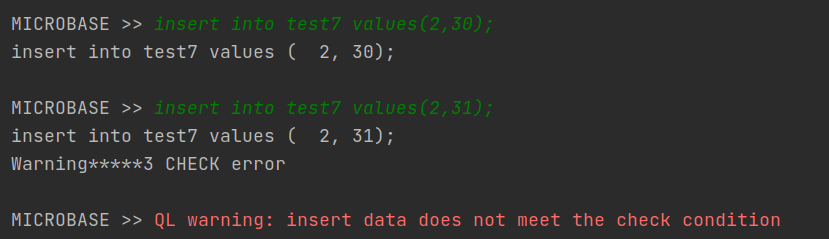 MICROBASE >> insert into test7 values(2,30);
insert into test7 values (  2, 30);
MICROBASE >> insert into test7 values(2,31);
insert into test7 values (  2, 31);
Warning*****3 CHECK error
MICROBASE >> QL warning: insert data does not meet the check condition